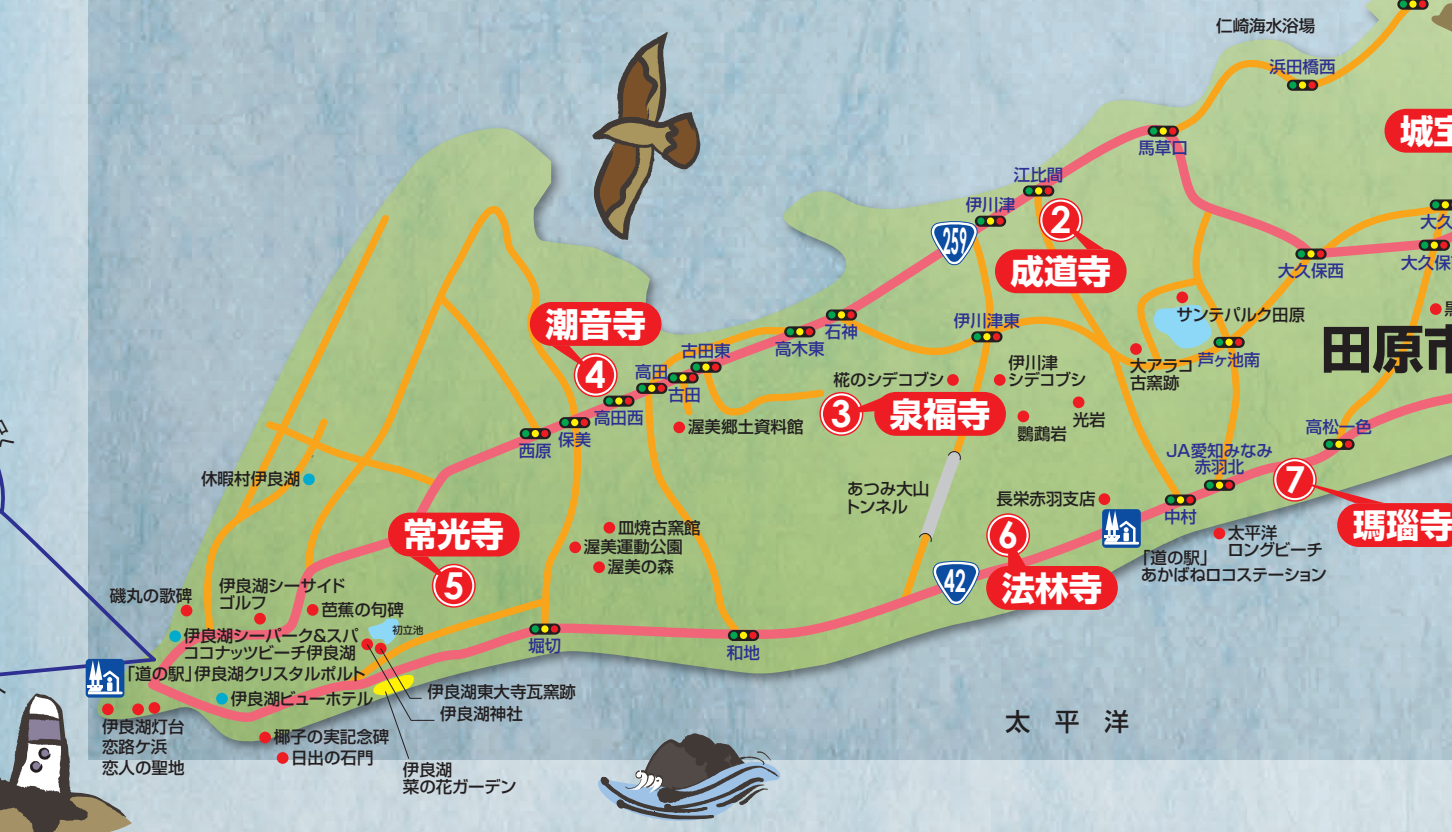 仁崎海水浴場
浜田橋西
城宝
馬草口
江比間
伊川津
259
2
成道寺
大久保西
大久
大久保
サンテパルク田原
田原市
潮音寺
4
石神
高木東
伊川津東
古田東
古田
高田
高田西
保美
西原
椛のシデコブシ
伊川津
シデコブシ
大アラコ
古窯跡
芦ヶ池南
3
泉福寺
鸚鵡岩
光岩
渥美郷土資料館
高松一色
JA愛知みなみ
赤羽北
7
瑪瑙寺
休暇村伊良湖
あつみ大山
トンネル
長栄赤羽支店
中村
太平洋
ロングビーチ
「道の駅」
あかばねロコステーション
常光寺
5
皿焼古窯館
渥美運動公園
渥美の森
6
法林寺
42
磯丸の歌碑
伊良湖シーサイド
ゴルフ
芭蕉の句碑
初立池
伊良湖シーパーク&スパ
ココナッツビーチ伊良湖
「道の駅」伊良湖クリスタルポルト
伊良湖ビューホテル
堀切
和地
伊良湖東大寺瓦窯跡
伊良湖神社
伊良湖灯台
恋路ケ浜
恋人の聖地
椰子の実記念碑
日出の石門
伊良湖
菜の花ガーデン
太平洋